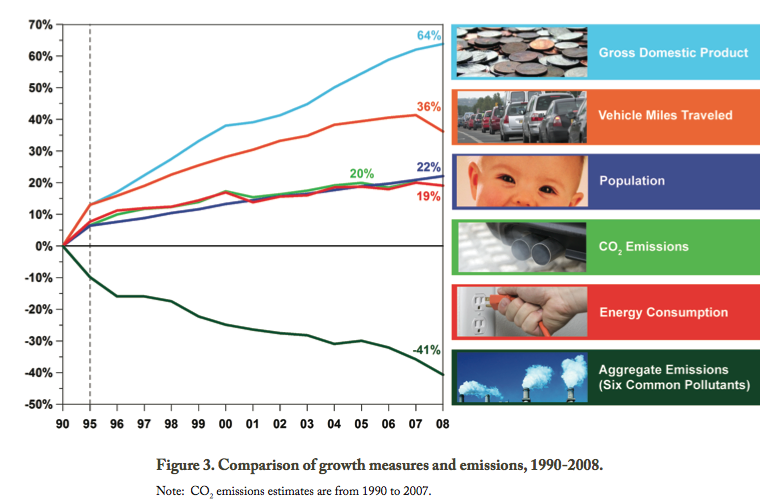 70%
60%
50%
40%
30%
20%
10%
0%
-10%
-20%
-30%
-40%
-50%
90 95 96 97 98 99 00 01 02 03 04 05 06 07 08
64%
36%
20%
22%
19%
-41%
Gross Domestic Product
Vehicle Miles Traveled
Population
CO₂ Emissions
Energy Consumption
Aggregate Emissions
(Six Common Pollutants)
Figure 3. Comparison of growth measures and emissions, 1990-2008.
Note: CO₂ emissions estimates are from 1990 to 2007.